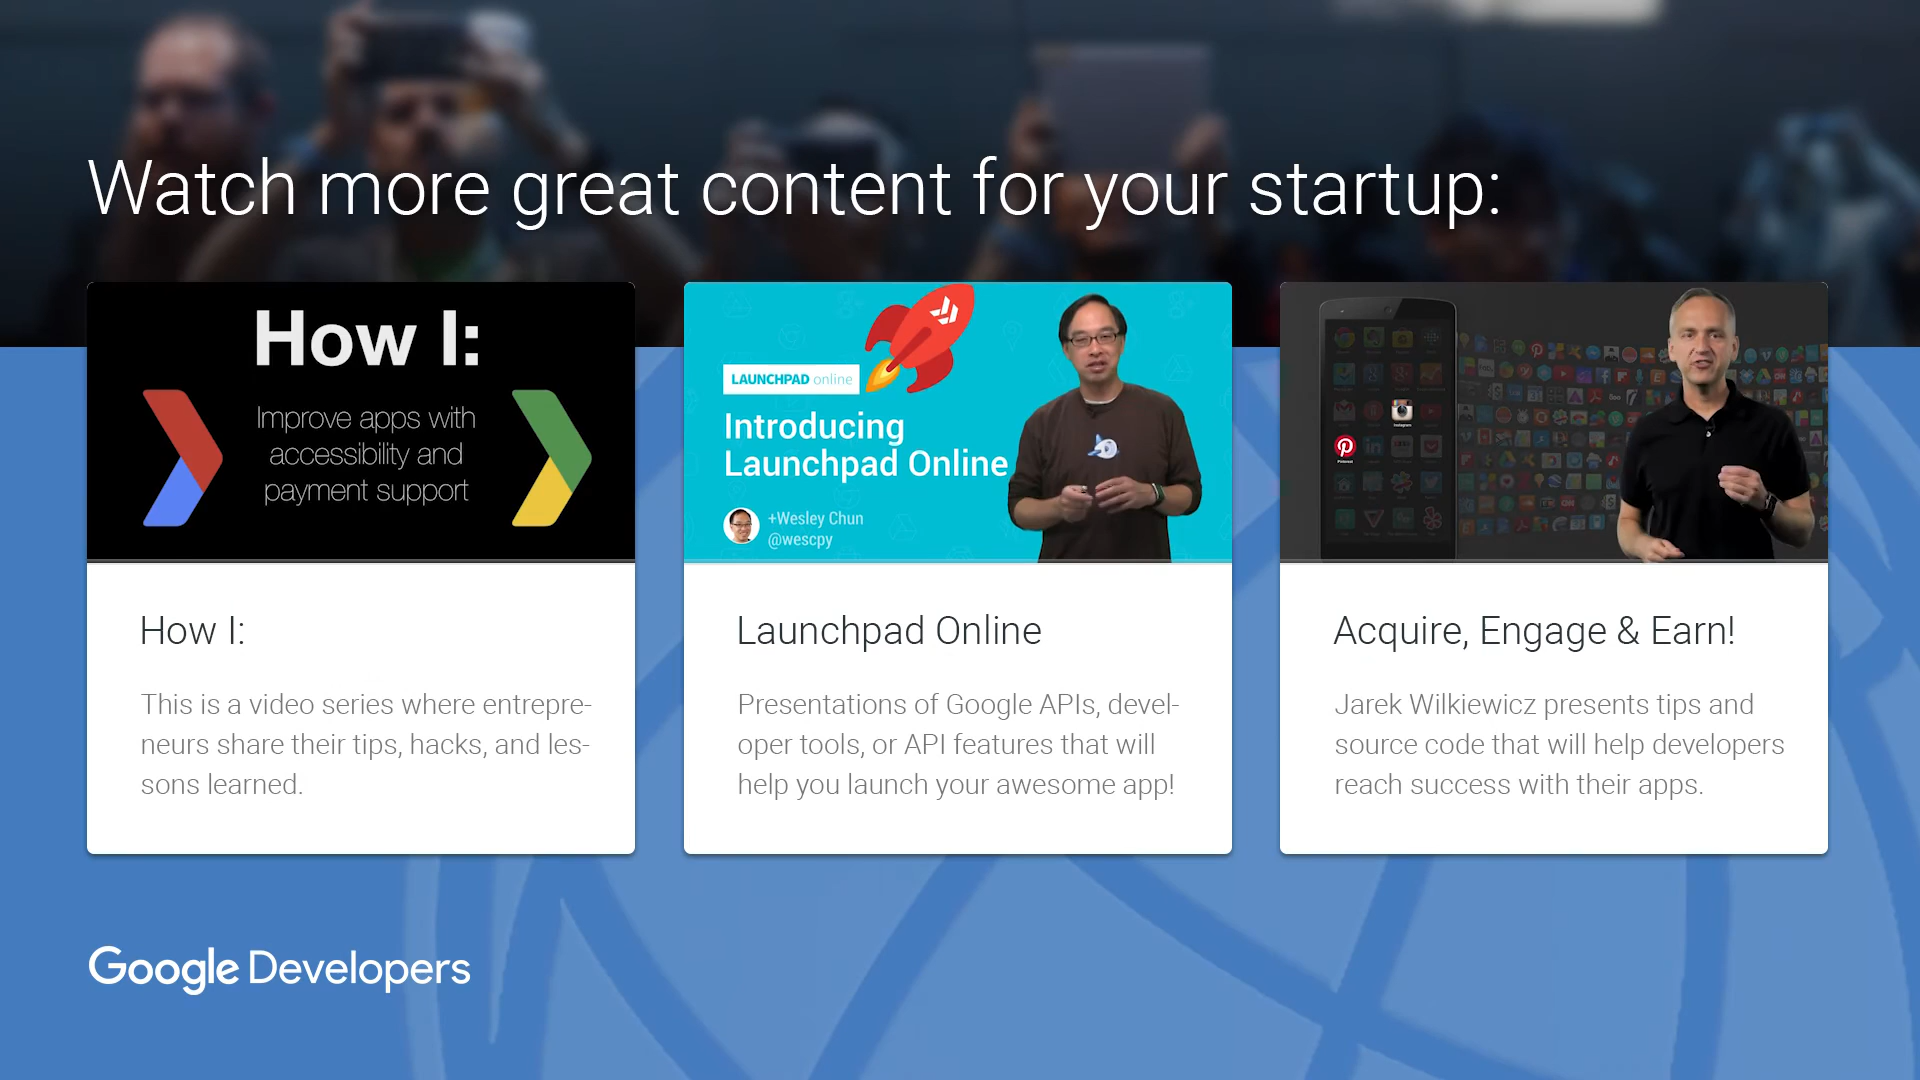 Watch more great content for your startup:
How I:
Improve apps with
accessibility and
payment support
How I:
This is a video series where entrepre-
neurs share their tips, hacks, and les-
sons learned.
LAUNCHPAD online
Introducing
Launchpad Online
+Wesley Chun
@wescpy
Launchpad Online
Presentations of Google APIs, devel-
oper tools, or API features that will
help you launch your awesome app!
Instagram
Pinterest
Acquire, Engage & Earn!
Jarek Wilkiewicz presents tips and
source code that will help developers
reach success with their apps.
Google Developers